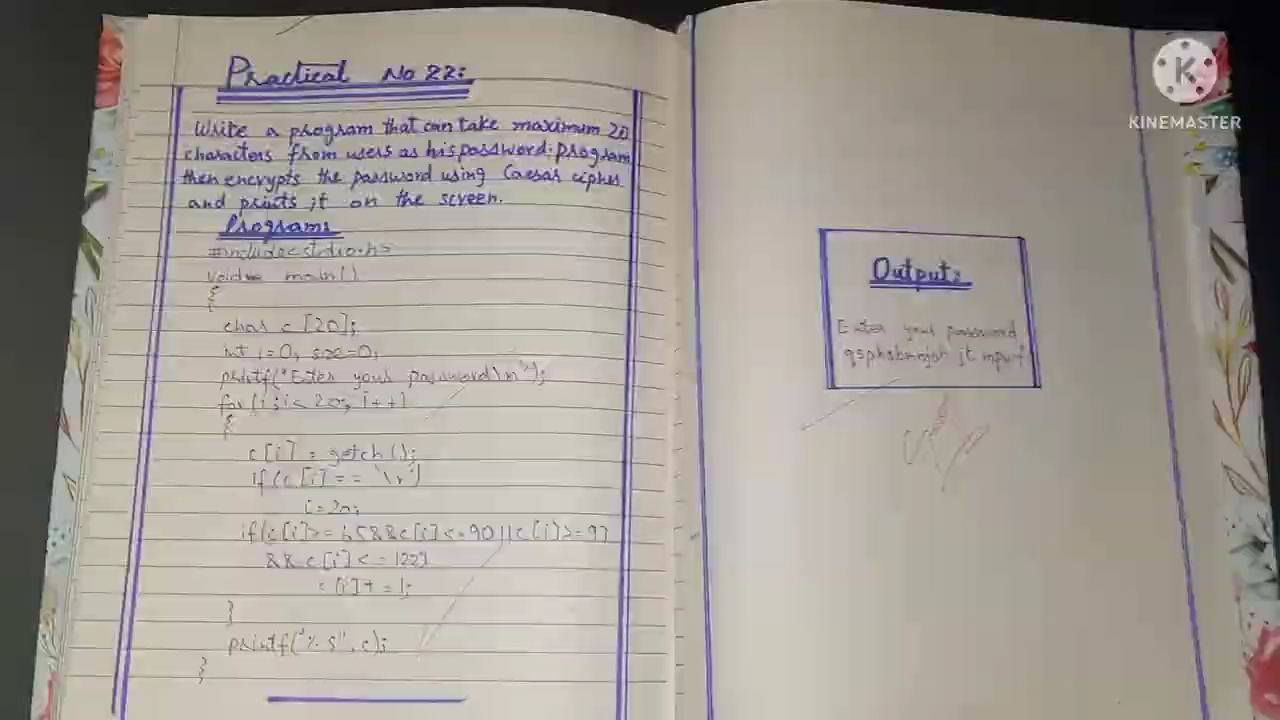 Practical No 22:
Write a program that can take maximum 20
characters from users as his password. program
then encrypts the password using Caesar cipher
and prints it on the screen.
Program:
#include<stdio.h>
void main()
{
char c [20];
int i=0, size=0;
printf("Enter your password\n");
for(i;i<20; i++)
{
c[i] = getch();
if(c[i]== '\r')
i=20;
if(c[i]>=65&&c[i]<=90||c[i]>=97
&&c[i]<=122)
c[i]+=1;
}
printf("%s",c);
}
Output:
Enter your password
KINEMASTER